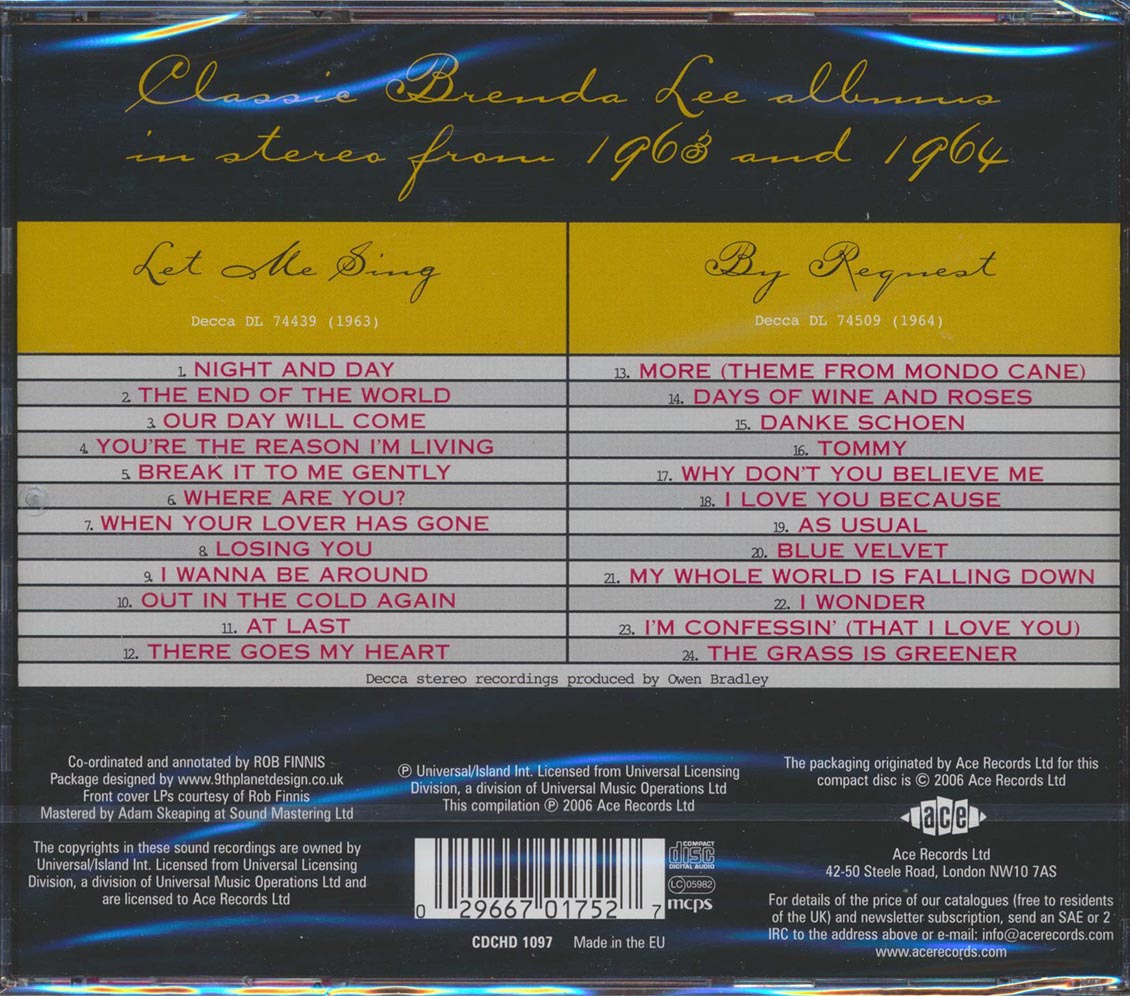 Classic Brenda Lee albums
in stereo from 1963 and 1964
Let Me Sing
Decca DL 74439 (1963)
1. NIGHT AND DAY
2. THE END OF THE WORLD
3. OUR DAY WILL COME
4. YOU'RE THE REASON I'M LIVING
5. BREAK IT TO ME GENTLY
6. WHERE ARE YOU?
7. WHEN YOUR LOVER HAS GONE
8. LOSING YOU
9. I WANNA BE AROUND
10. OUT IN THE COLD AGAIN
11. AT LAST
12. THERE GOES MY HEART
By Request
Decca DL 74509 (1964)
13. MORE (THEME FROM MONDO CANE)
14. DAYS OF WINE AND ROSES
15. DANKE SCHOEN
16. TOMMY
17. WHY DON'T YOU BELIEVE ME
18. I LOVE YOU BECAUSE
19. AS USUAL
20. BLUE VELVET
21. MY WHOLE WORLD IS FALLING DOWN
22. I WONDER
23. I'M CONFESSIN' (THAT I LOVE YOU)
24. THE GRASS IS GREENER
Decca stereo recordings produced by Owen Bradley
Co-ordinated and annotated by ROB FINNIS
Package designed by www.9thplanetdesign.co.uk
Front cover LPs courtesy of Rob Finnis
Mastered by Adam Skeaping at Sound Mastering Ltd
The copyrights in these sound recordings are owned by
Universal/Island Int. Licensed from Universal Licensing
Division, a division of Universal Music Operations Ltd and
are licensed to Ace Records Ltd
℗ Universal/Island Int. Licensed from Universal Licensing
Division, a division of Universal Music Operations Ltd
This compilation ℗ 2006 Ace Records Ltd
0 29667 01752 7
COMPACT
disc
DIGITAL AUDIO
LC 05982
mcps
CDCHD 1097 Made in the EU
The packaging originated by Ace Records Ltd for this
compact disc is © 2006 Ace Records Ltd
ace
Ace Records Ltd
42-50 Steele Road, London NW10 7AS
For details of the price of our catalogues (free to residents
of the UK) and newsletter subscription, send an SAE or 2
IRC to the address above or e-mail: info@acerecords.com
www.acerecords.com